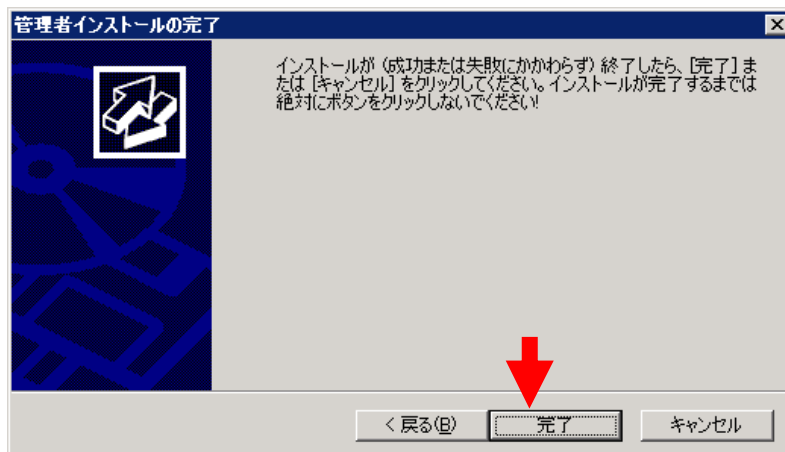 管理者インストールの完了
インストールが (成功または失敗にかかわらず) 終了したら、[完了] ま
たは [キャンセル] をクリックしてください。インストールが完了するまでは
絶対にボタンをクリックしないでください!
< 戻る(B) 完了 キャンセル